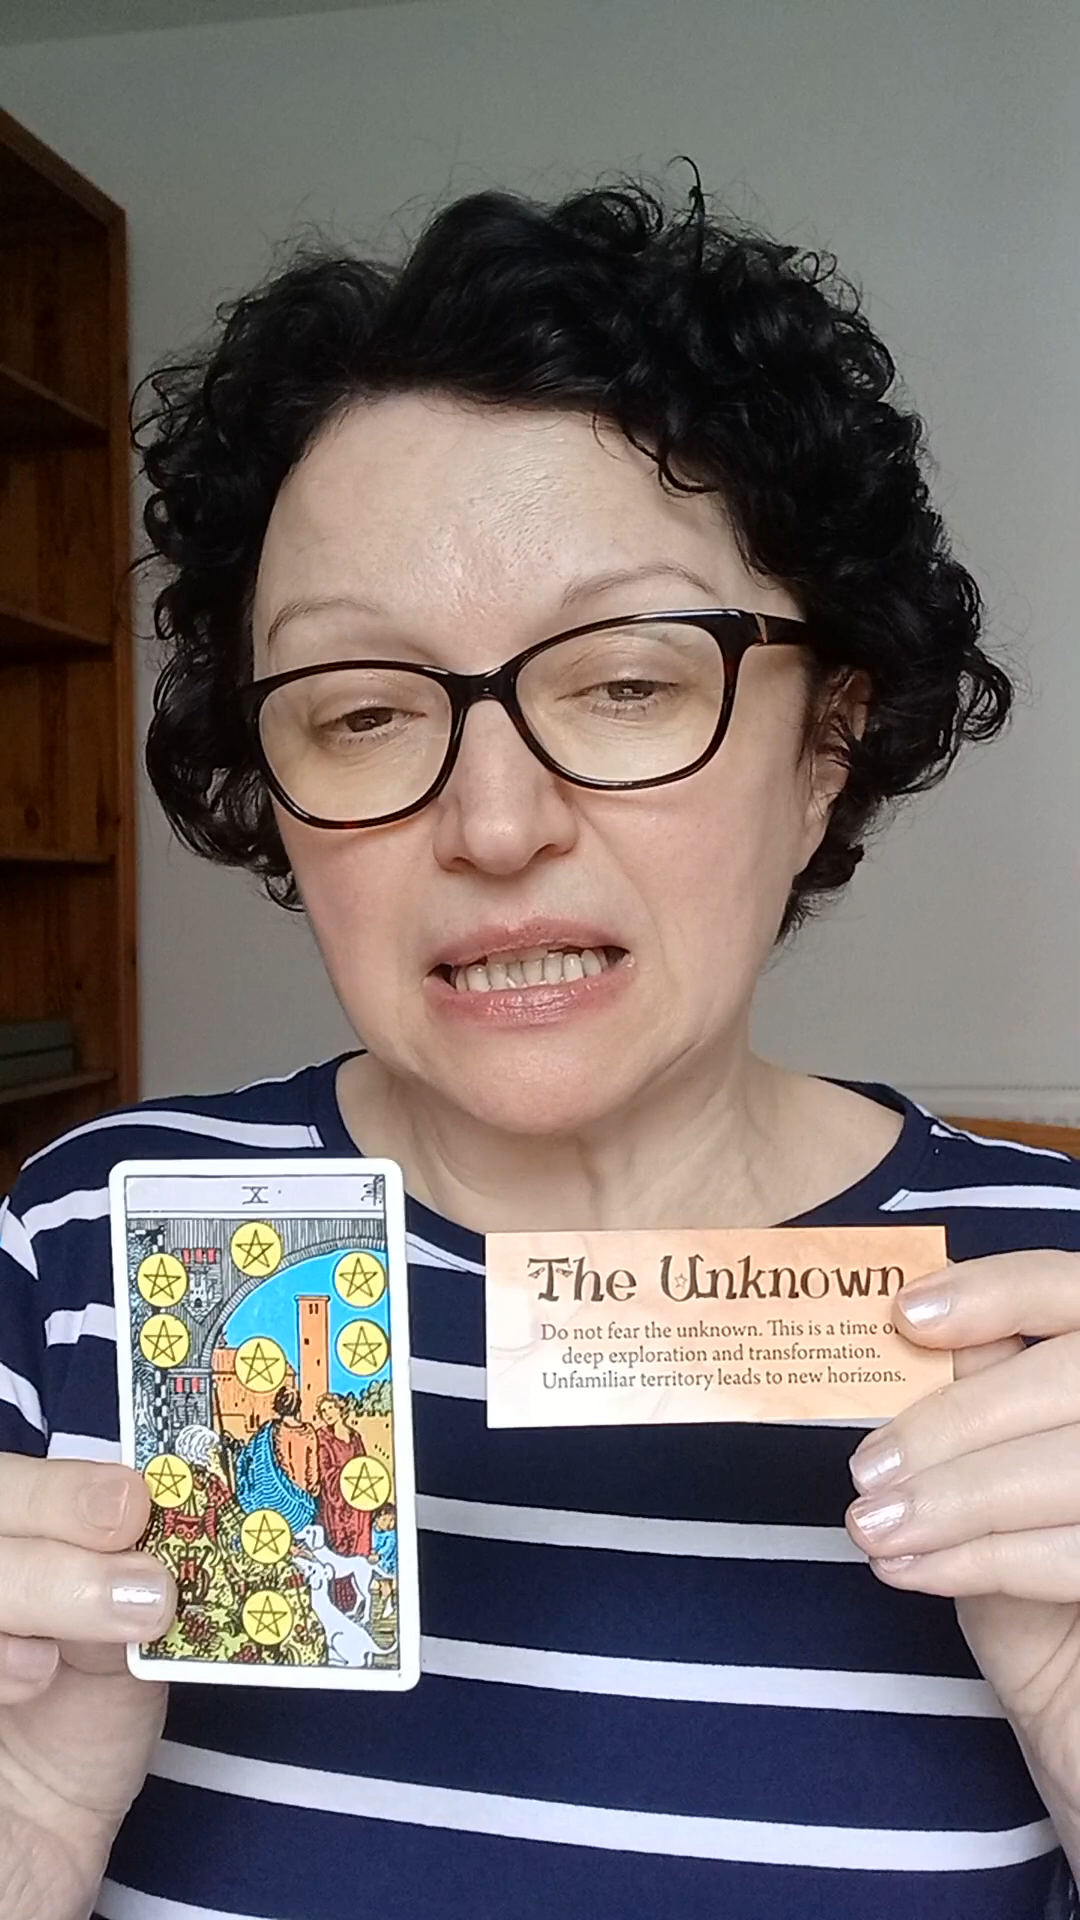 X
The Unknown
Do not fear the unknown. This is a time
deep exploration and transformation.
Unfamiliar territory leads to new horizons.